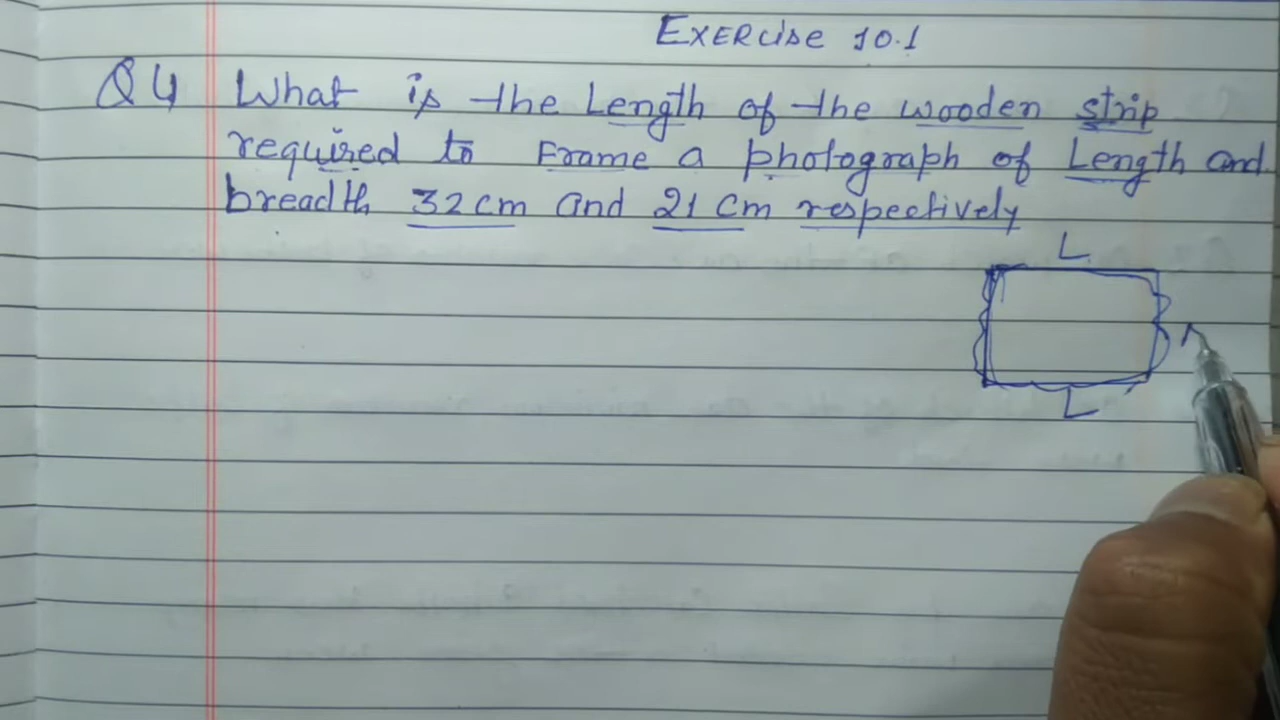 Exercise 10.1
Q4 What is the Length of the wooden strip
required to Frame a photograph of Length and
breadth 32 cm and 21 cm respectively
L
L